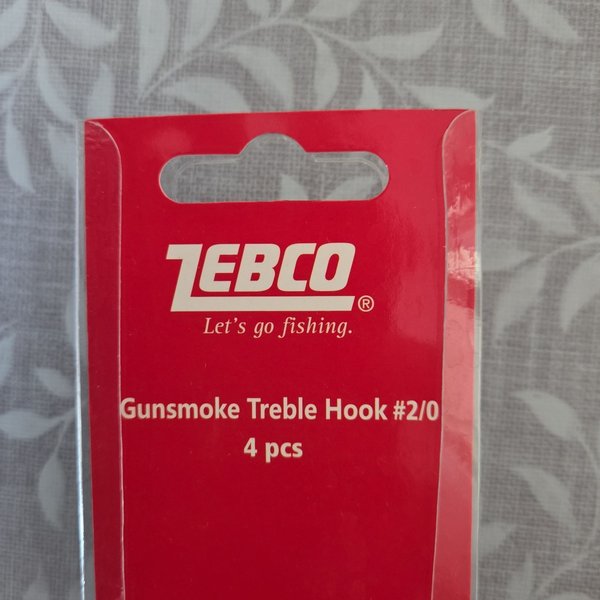 ZEBCO®
Let's go fishing.
Gunsmoke Treble Hook #2/0
4 pcs